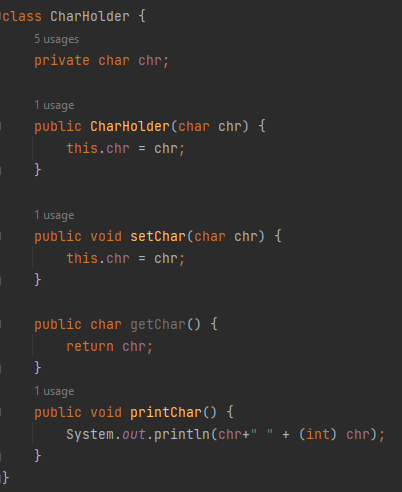 class CharHolder {
5 usages
private char chr;
1 usage
public CharHolder(char chr) {
this.chr = chr;
}
1 usage
public void setChar(char chr) {
this.chr = chr;
}
public char getChar() {
return chr;
}
1 usage
public void printChar() {
System.out.println(chr+" " + (int) chr);
}
}